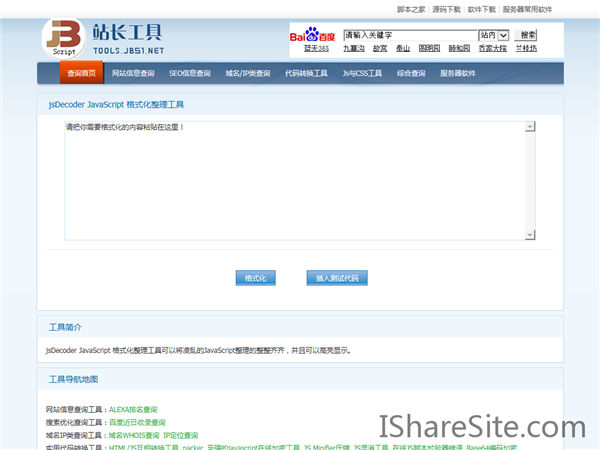 脚本之家 | 源码下载 | 软件下载 | 服务器常用软件
JB Script 站长工具
TOOLS.JB51.NET
Bai百度 请输入关键字 站内 搜索
蓝天365 九寨沟 故宫 泰山 圆明园 颐和园 乔家大院 兰桂坊
查询首页 网站信息查询 SEO信息查询 域名/IP类查询 代码转换工具 Js与CSS工具 综合查询 服务器软件
jsDecoder JavaScript 格式化整理工具
请把你需要格式化的内容粘贴在这里！
格式化 插入测试代码
工具简介
jsDecoder JavaScript 格式化整理工具可以将凌乱的JavaScript整理的整整齐齐，并且可以高亮显示。
工具导航地图
网站信息查询工具：ALEXA排名查询
搜索优化查询工具：百度近日收录查询
域名IP类查询工具：域名WHOIS查询 IP定位查询
实用代码转换工具：HTML/JS互相转换工具 packer 至强的javascript在线加密工具 JS Minifier压缩 JS混淆工具 在线JS脚本校验器错误 Base64编码加密
IShareSite.com